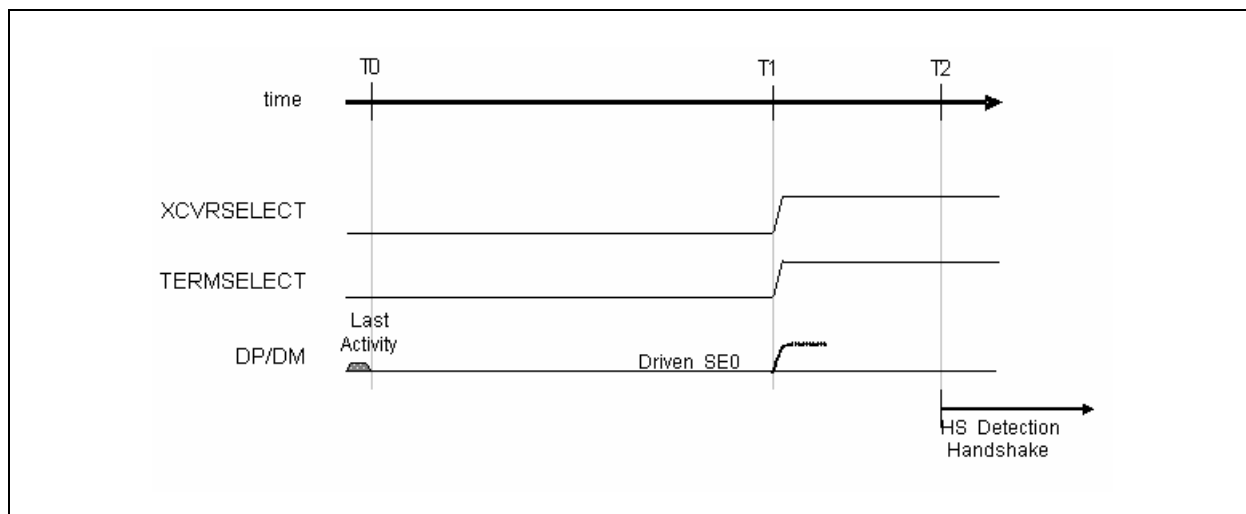 T0
T1
T2
time
XCVRSELECT
TERMSELECT
Last
Activity
DP/DM
Driven SE0
HS Detection
Handshake